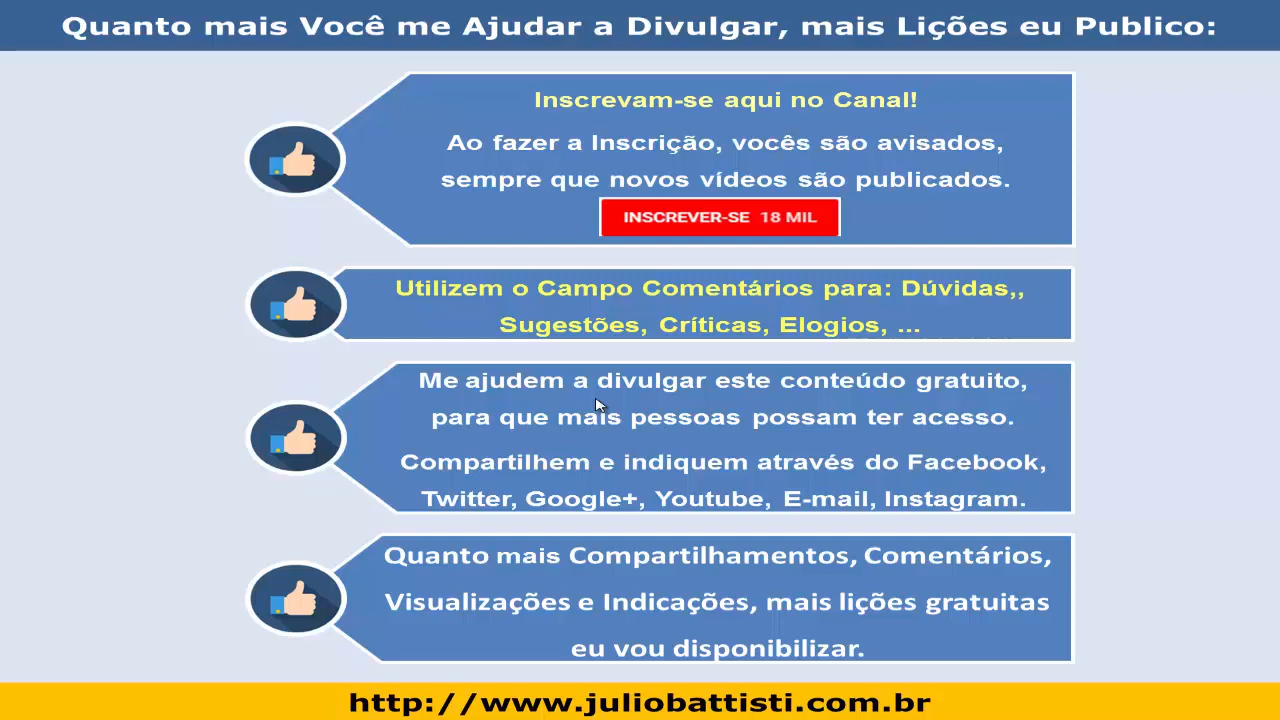 Quanto mais Você me Ajudar a Divulgar, mais Lições eu Publico:
Inscrevam-se aqui no Canal!
Ao fazer a Inscrição, vocês são avisados,
sempre que novos vídeos são publicados.
INSCREVER-SE 18 MIL
Utilizem o Campo Comentários para: Dúvidas,,
Sugestões, Críticas, Elogios, ...
Me ajudem a divulgar este conteúdo gratuito,
para que mais pessoas possam ter acesso.
Compartilhem e indiquem através do Facebook,
Twitter, Google+, Youtube, E-mail, Instagram.
Quanto mais Compartilhamentos, Comentários,
Visualizações e Indicações, mais lições gratuitas
eu vou disponibilizar.
http://www.juliobattisti.com.br